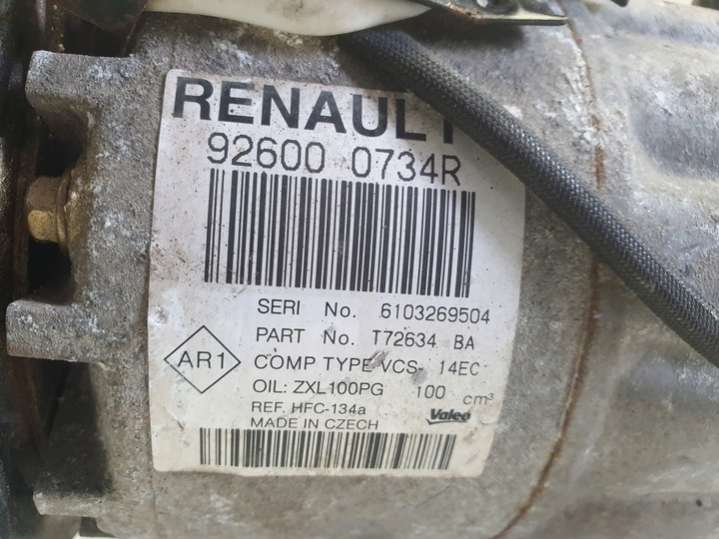 RENAULT
92600 0734R
SERI No. 6103269504
PART No. T72634 BA
AR1
COMP TYPE VCS- 14EC
OIL: ZXL100PG 100 cm³
REF. HFC-134a
MADE IN CZECH
Valeo